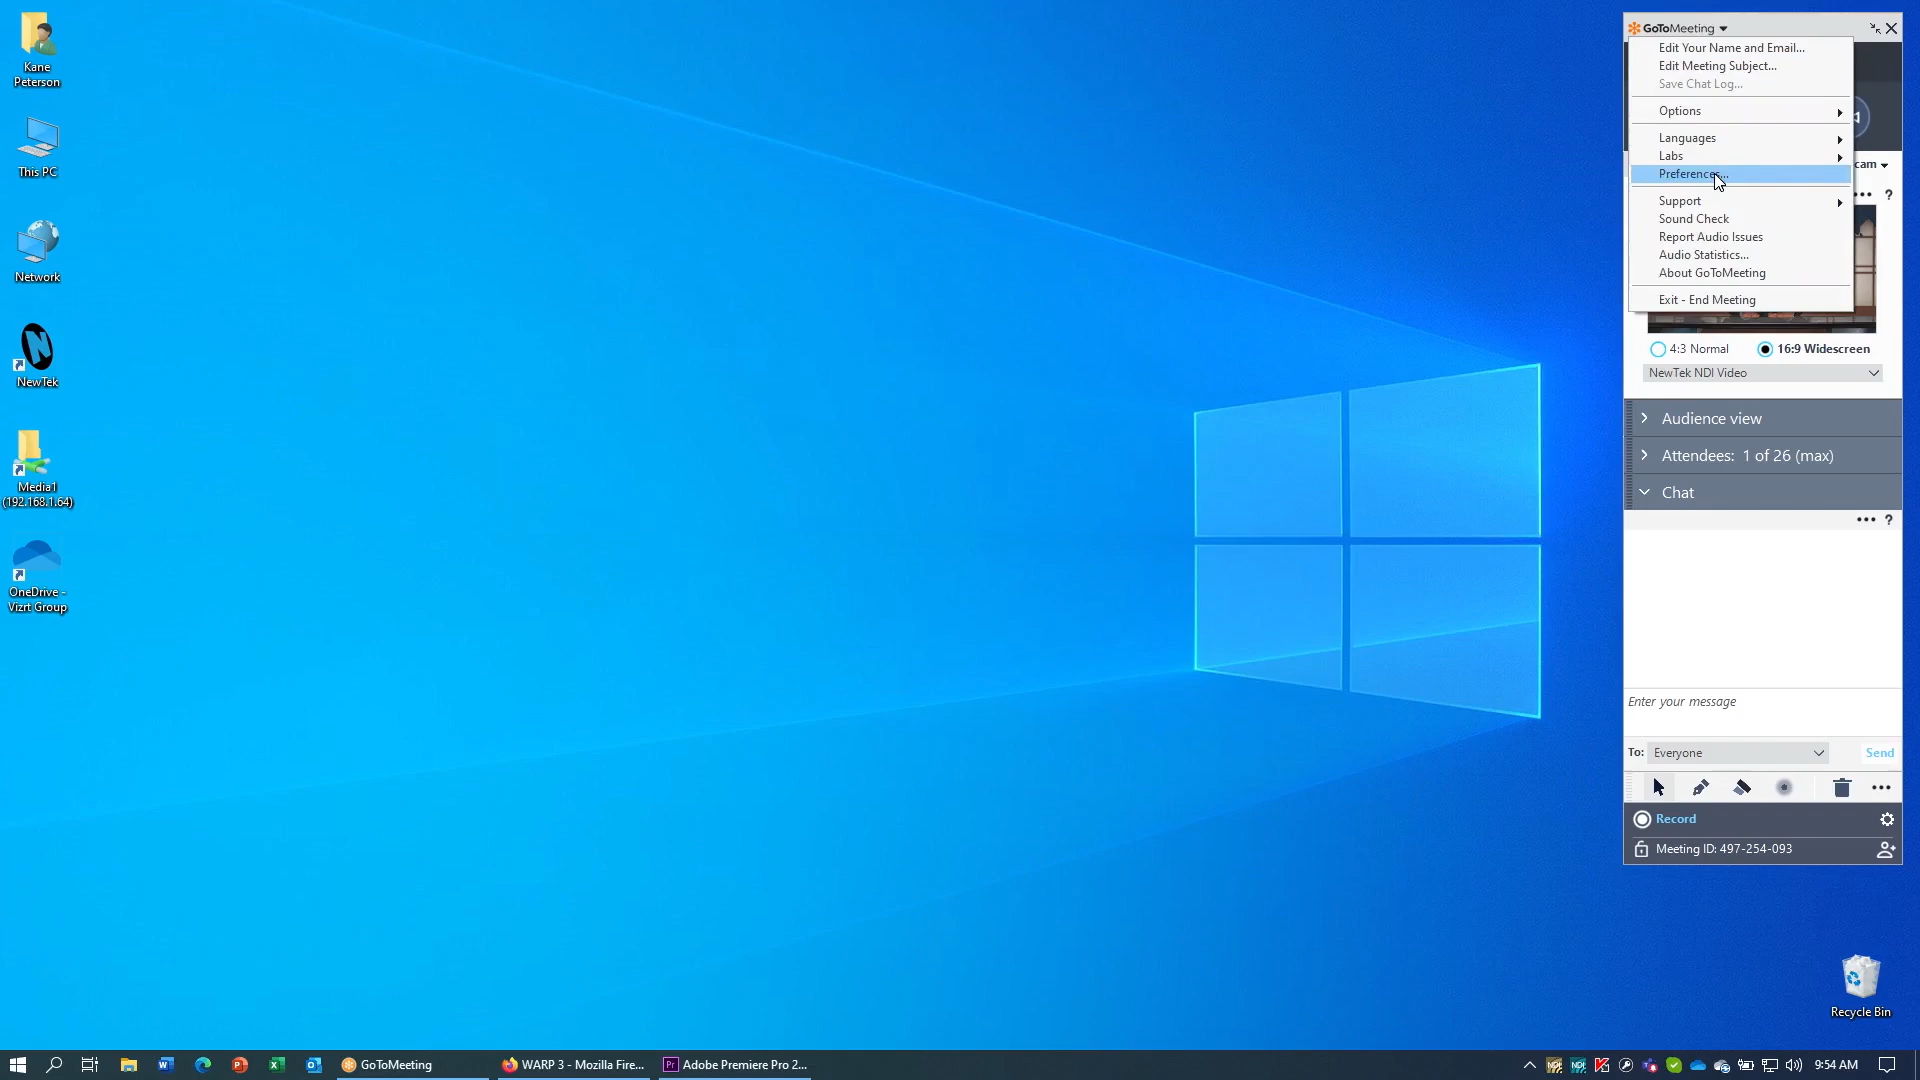 Kane
Peterson
This PC
Network
NewTek
Media1
(192.168.1.64)
OneDrive -
Vizrt Group
GoToMeeting
Edit Your Name and Email...
Edit Meeting Subject...
Save Chat Log...
Options
Languages
Labs
Preferences...
Support
Sound Check
Report Audio Issues
Audio Statistics...
About GoToMeeting
Exit - End Meeting
cam
?
4:3 Normal
16:9 Widescreen
NewTek NDI Video
Audience view
Attendees: 1 of 26 (max)
Chat
?
Enter your message
To: Everyone
Send
Record
Meeting ID: 497-254-093
Recycle Bin
GoToMeeting
WARP 3 - Mozilla Fire...
Pr Adobe Premiere Pro 2...
9:54 AM